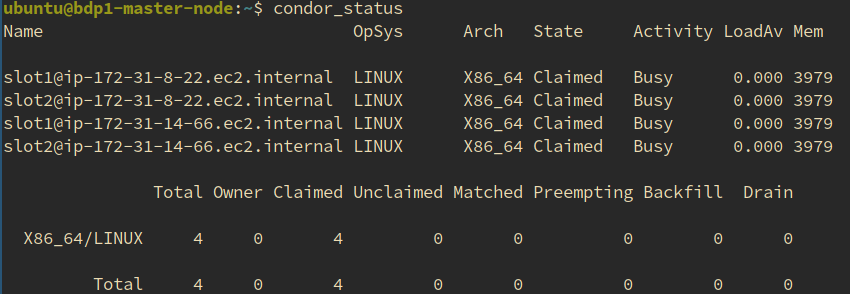 ubuntu@bdp1-master-node:~$ condor_status
Name                               OpSys      Arch   State     Activity LoadAv Mem

slot1@ip-172-31-8-22.ec2.internal  LINUX      X86_64 Claimed   Busy      0.000 3979
slot2@ip-172-31-8-22.ec2.internal  LINUX      X86_64 Claimed   Busy      0.000 3979
slot1@ip-172-31-14-66.ec2.internal LINUX      X86_64 Claimed   Busy      0.000 3979
slot2@ip-172-31-14-66.ec2.internal LINUX      X86_64 Claimed   Busy      0.000 3979

               Total Owner Claimed Unclaimed Matched Preempting Backfill  Drain

  X86_64/LINUX     4     0       4         0       0          0        0      0

         Total     4     0       4         0       0          0        0      0